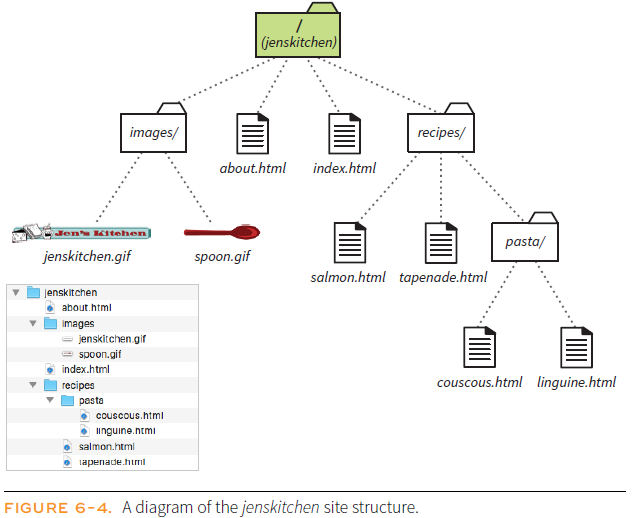 /
(jenskitchen)
images/
about.html
index.html
recipes/
Jen's Kitchen
jenskitchen.gif
spoon.gif
salmon.html
tapenade.html
pasta/
couscous.html
linguine.html
jenskitchen
about.html
images
jenskitchen.gif
spoon.gif
index.html
recipes
pasta
couscous.html
linguine.html
salmon.html
tapenade.html
FIGURE 6-4. A diagram of the jenskitchen site structure.